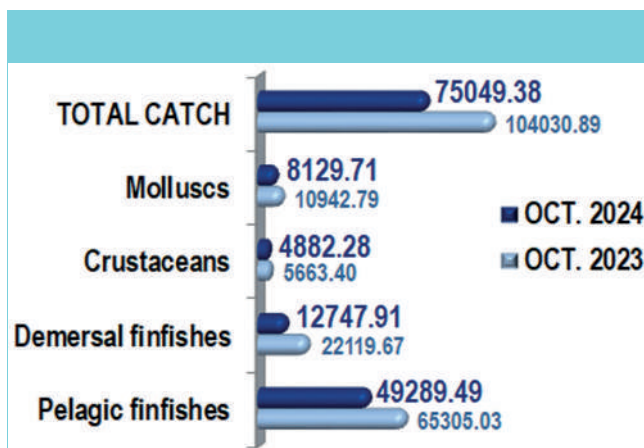 TOTAL CATCH
75049.38
104030.89
Molluscs
8129.71
10942.79
Crustaceans
4882.28
5663.40
Demersal finfishes
12747.91
22119.67
Pelagic finfishes
49289.49
65305.03
OCT. 2024
OCT. 2023